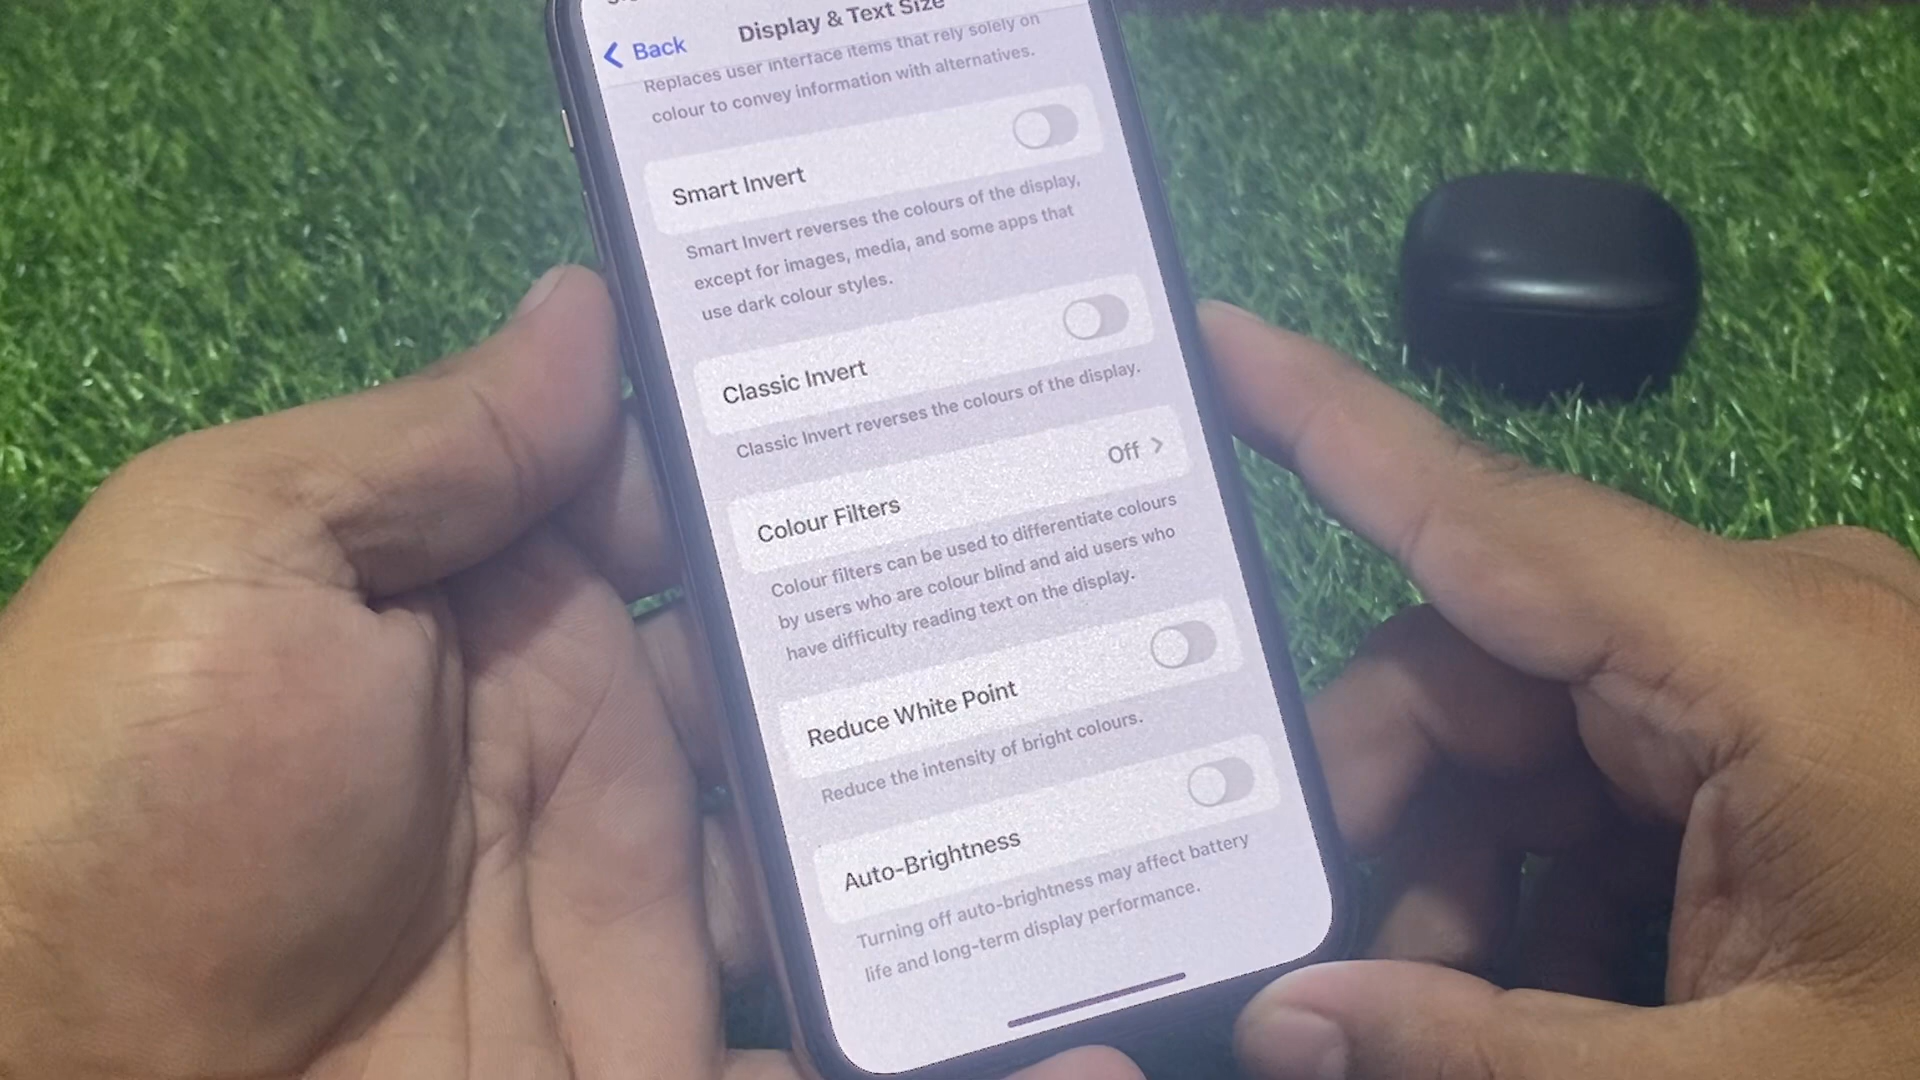 Display & Text Size
Back
Replaces user interface items that rely solely on
colour to convey information with alternatives.
Smart Invert
Smart Invert reverses the colours of the display,
except for images, media, and some apps that
use dark colour styles.
Classic Invert
Classic Invert reverses the colours of the display.
Colour Filters Off
Colour filters can be used to differentiate colours
by users who are colour blind and aid users who
have difficulty reading text on the display.
Reduce White Point
Reduce the intensity of bright colours.
Auto-Brightness
Turning off auto-brightness may affect battery
life and long-term display performance.